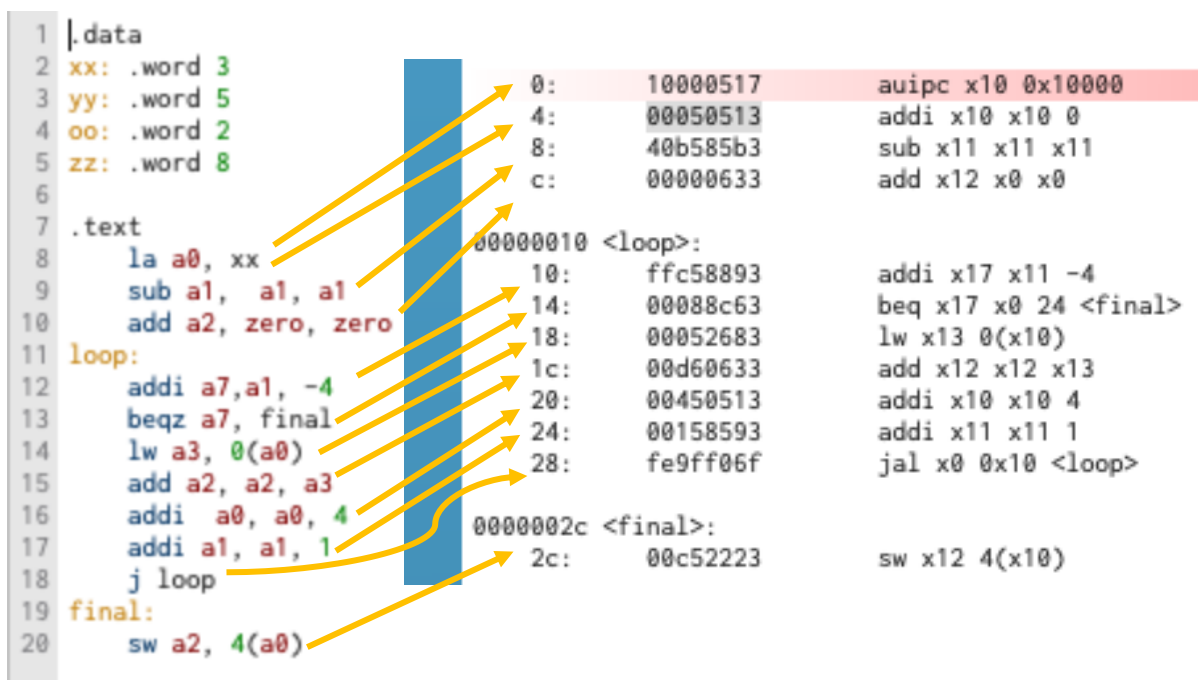 1 .data
2 xx: .word 3
3 yy: .word 5
4 oo: .word 2
5 zz: .word 8
6
7 .text
8 la a0, xx
9 sub a1, a1, a1
10 add a2, zero, zero
11 loop:
12 addi a7,a1, -4
13 beqz a7, final
14 lw a3, 0(a0)
15 add a2, a2, a3
16 addi a0, a0, 4
17 addi a1, a1, 1
18 j loop
19 final:
20 sw a2, 4(a0)
0: 10000517 auipc x10 0x10000
4: 00050513 addi x10 x10 0
8: 40b585b3 sub x11 x11 x11
c: 00000633 add x12 x0 x0
00000010 <loop>:
10: ffc58893 addi x17 x11 -4
14: 00088c63 beq x17 x0 24 <final>
18: 00052683 lw x13 0(x10)
1c: 00d60633 add x12 x12 x13
20: 00450513 addi x10 x10 4
24: 00158593 addi x11 x11 1
28: fe9ff06f jal x0 0x10 <loop>
0000002c <final>:
2c: 00c52223 sw x12 4(x10)